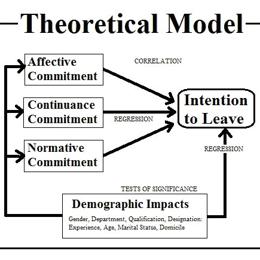 Theoretical Model
Affective
Commitment
CORRELATION
Continuance
Commitment
REGRESSION
Intention
to Leave
Normative
Commitment
REGRESSION
TESTS OF SIGNIFICANCE
Demographic Impacts
Gender, Department, Qualification, Designation:
Experience, Age, Marital Status, Domicile